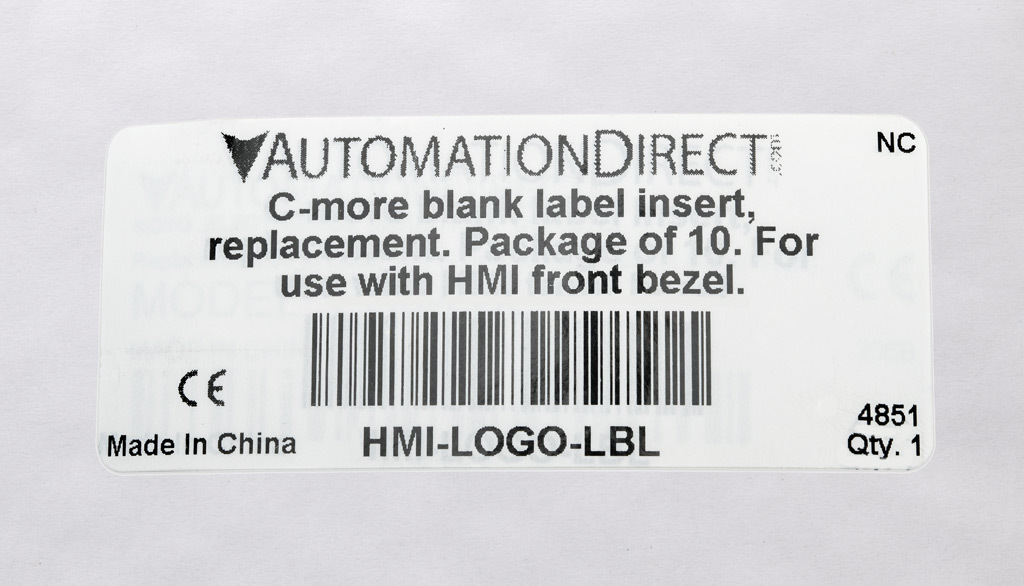 AUTOMATIONDIRECT
NC
C-more blank label insert,
replacement. Package of 10. For
use with HMI front bezel.
CE
Made In China
HMI-LOGO-LBL
4851
Qty. 1